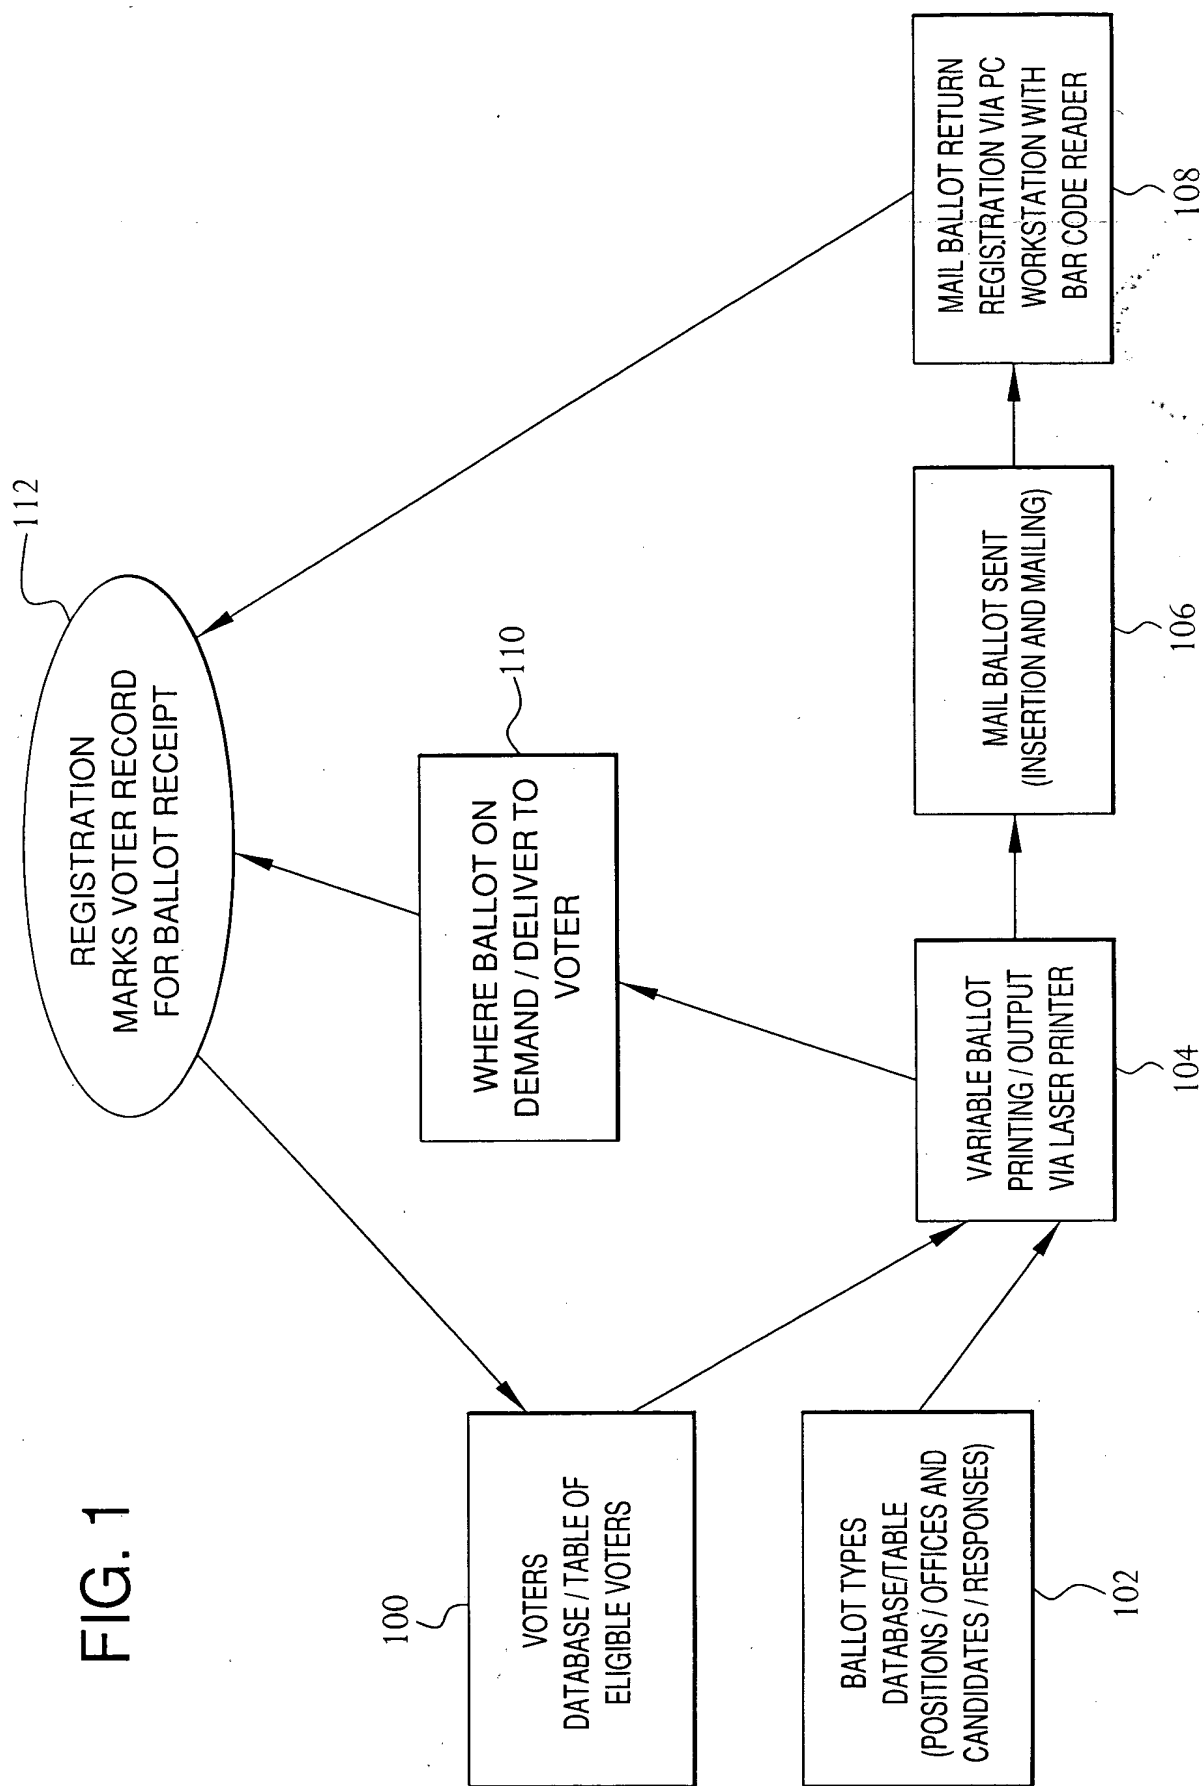 FIG. 1
112
REGISTRATION
MARKS VOTER RECORD
FOR BALLOT RECEIPT
110
WHERE BALLOT ON
DEMAND / DELIVER TO
VOTER
100
VOTERS
DATABASE / TABLE OF
ELIGIBLE VOTERS
BALLOT TYPES
DATABASE/TABLE
(POSITIONS / OFFICES AND
CANDIDATES / RESPONSES)
102
VARIABLE BALLOT
PRINTING / OUTPUT
VIA LASER PRINTER
104
MAIL BALLOT SENT
(INSERTION AND MAILING)
106
MAIL BALLOT RETURN
REGISTRATION VIA PC
WORKSTATION WITH
BAR CODE READER
108